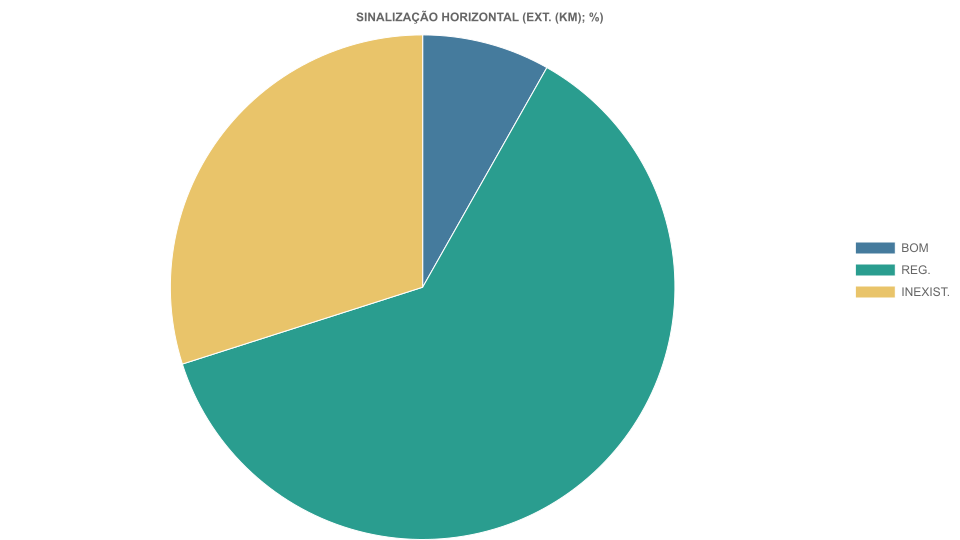 SINALIZAÇÃO HORIZONTAL (EXT. (KM); %)
BOM
REG.
INEXIST.